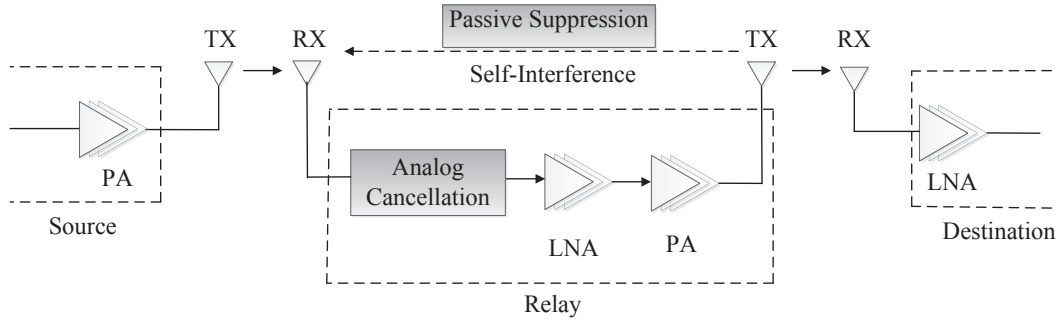 Passive Suppression
TX
RX
TX
RX
Self-Interference
Analog
Cancellation
PA
LNA
PA
LNA
Source
Destination
Relay